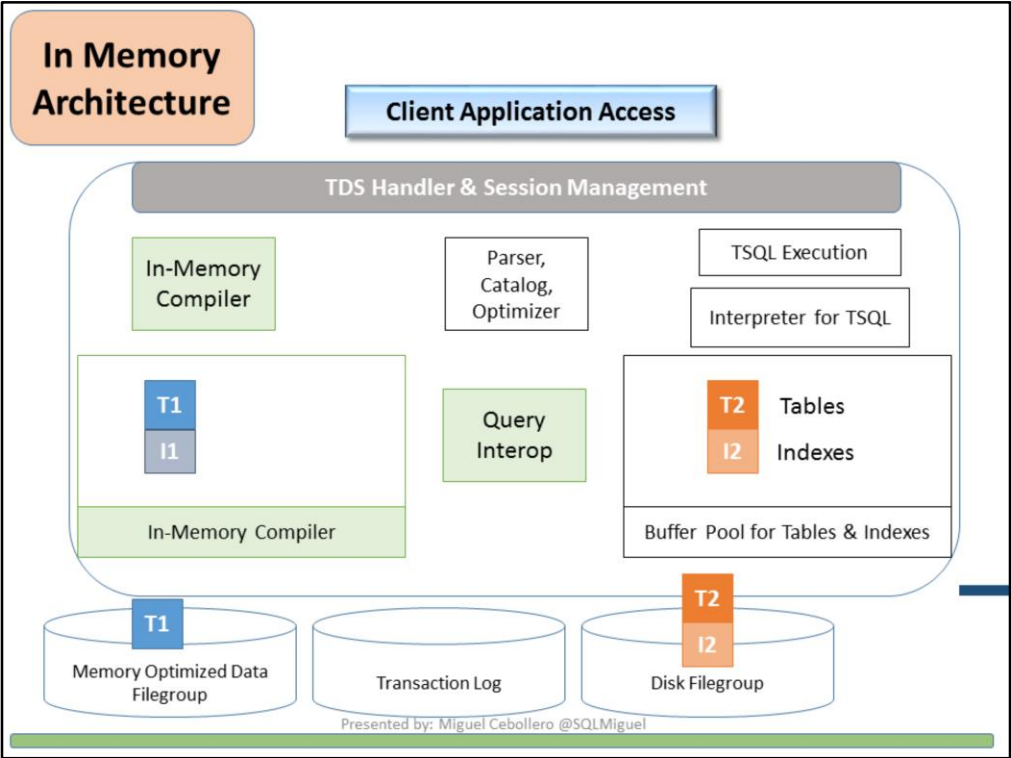 In Memory
Architecture
Client Application Access
TDS Handler & Session Management
In-Memory
Compiler
Parser,
Catalog,
Optimizer
TSQL Execution
Interpreter for TSQL
T1
I1
Query
Interop
T2 Tables
I2 Indexes
In-Memory Compiler
Buffer Pool for Tables & Indexes
T1
Memory Optimized Data
Filegroup
Transaction Log
T2
I2
Disk Filegroup
Presented by: Miguel Cebollero @SQLMiguel